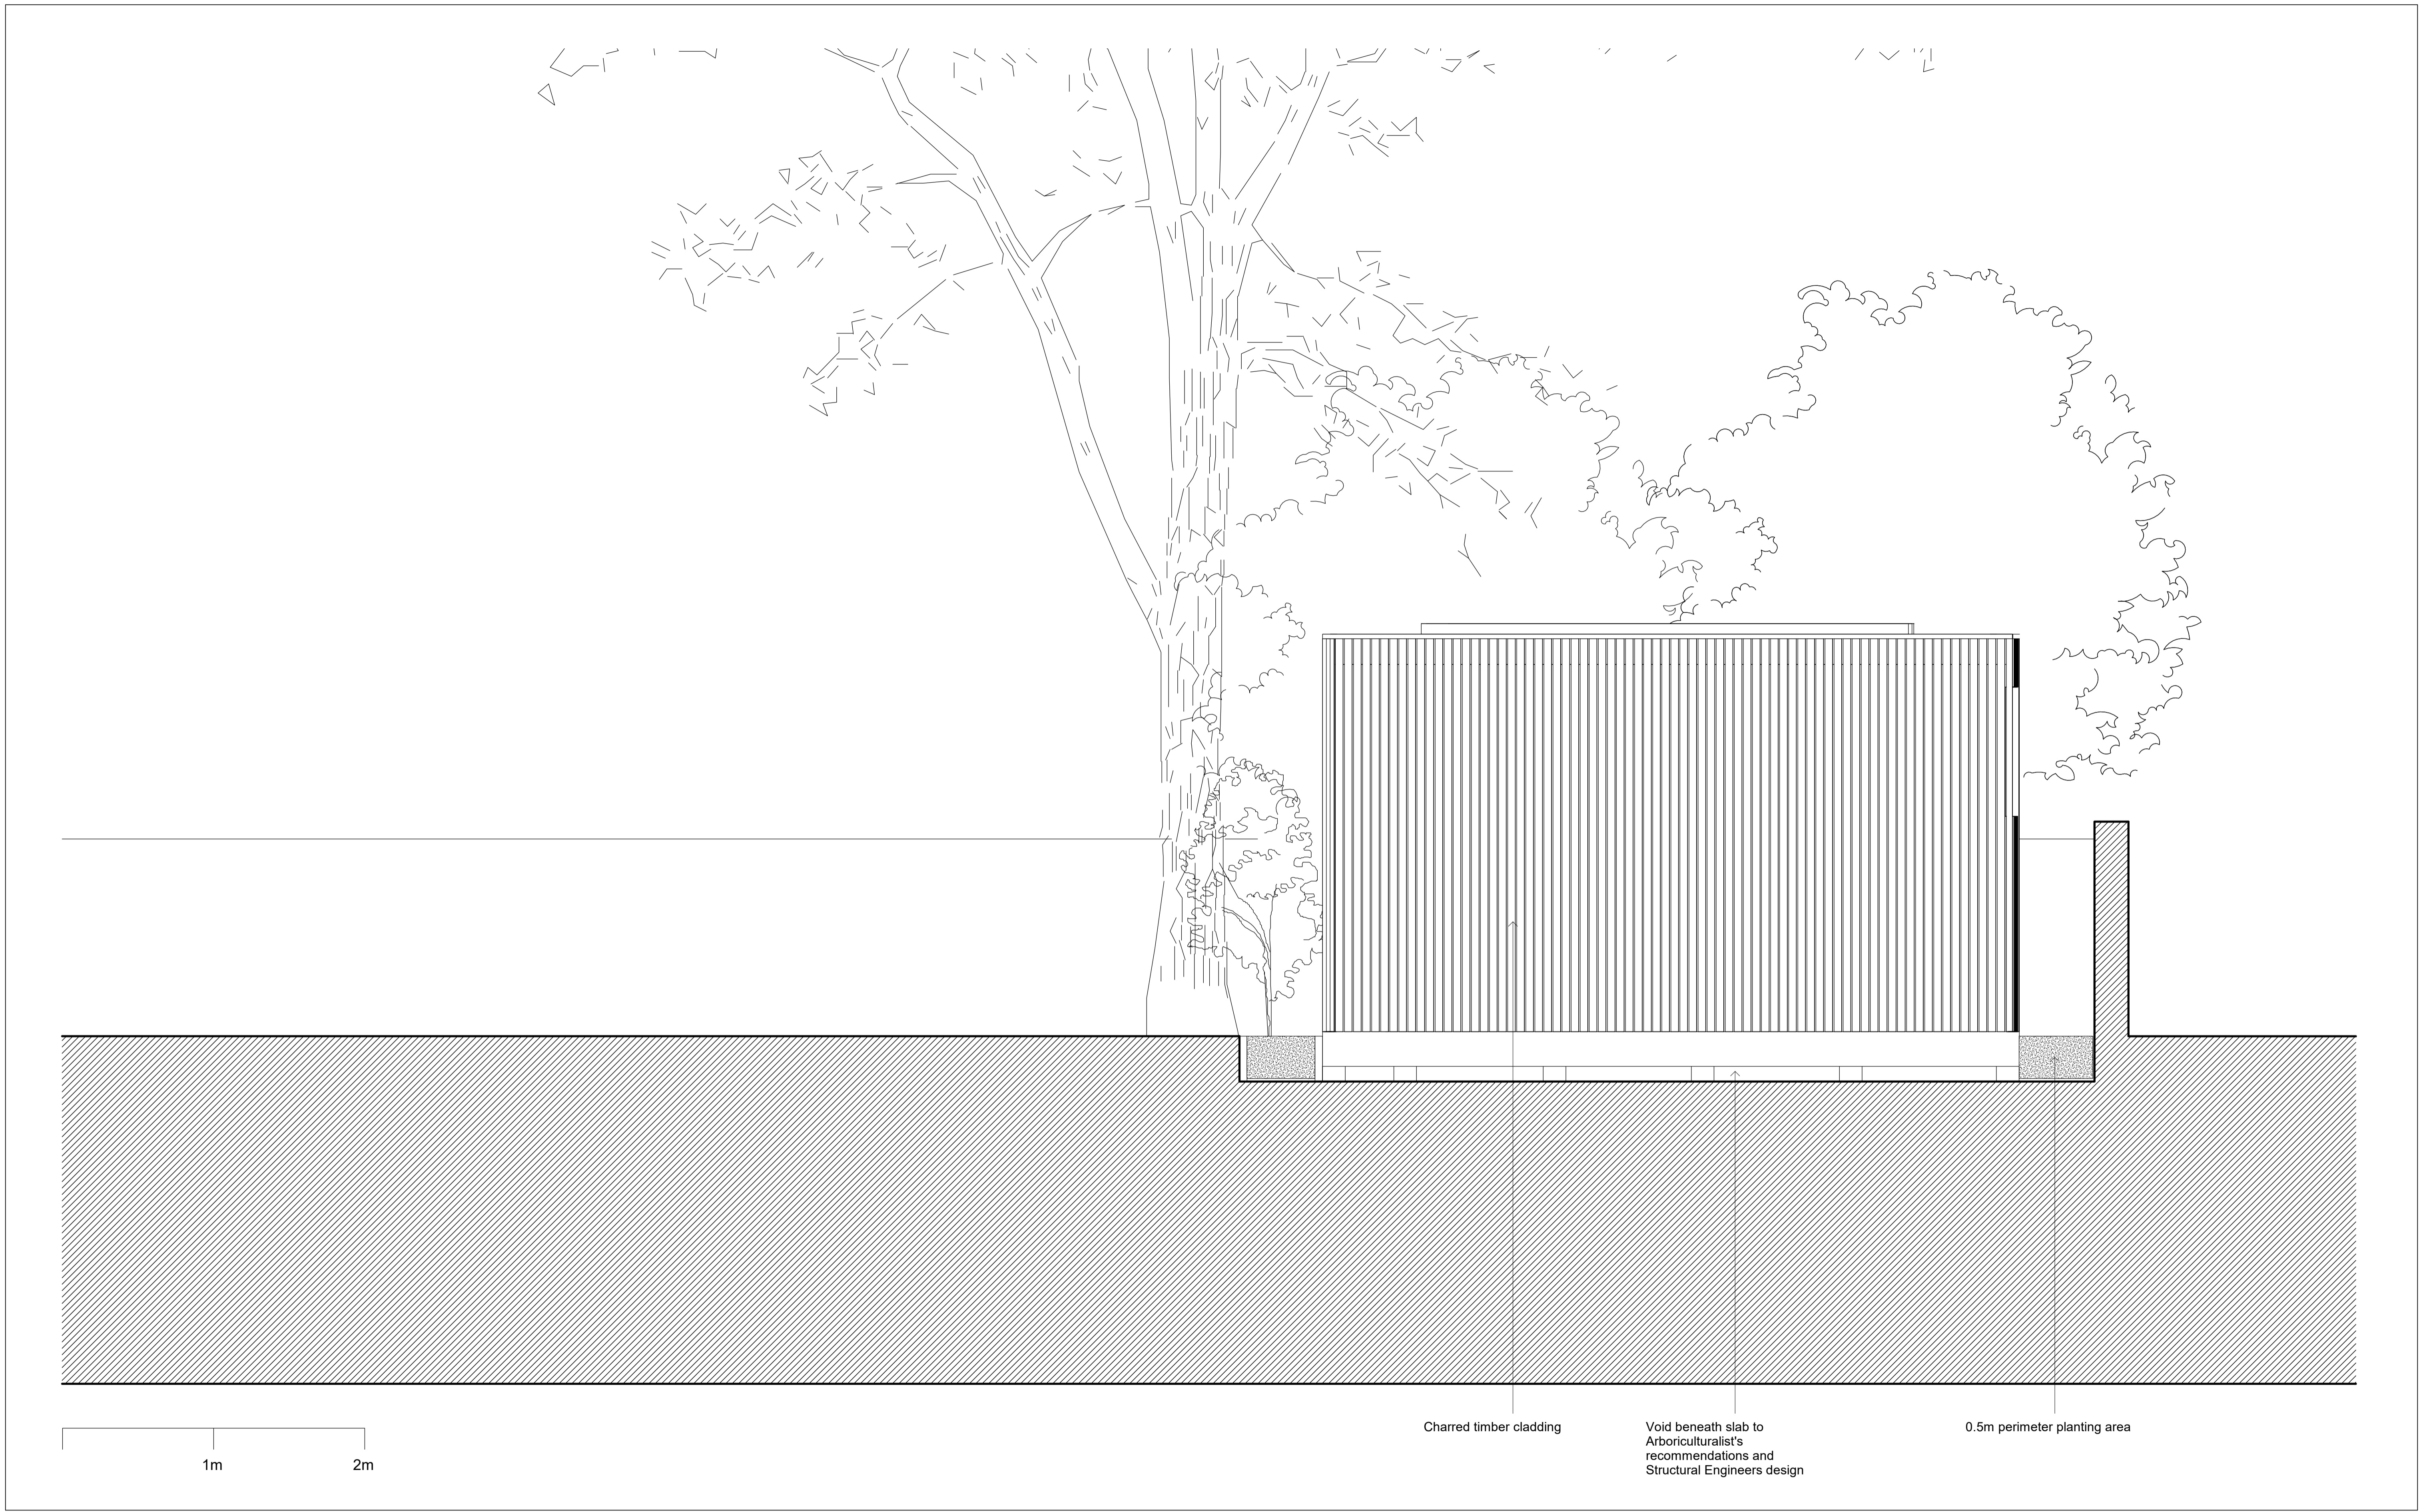 Charred timber cladding
Void beneath slab to
Arboriculturalist's
recommendations and
Structural Engineers design
0.5m perimeter planting area
1m
2m